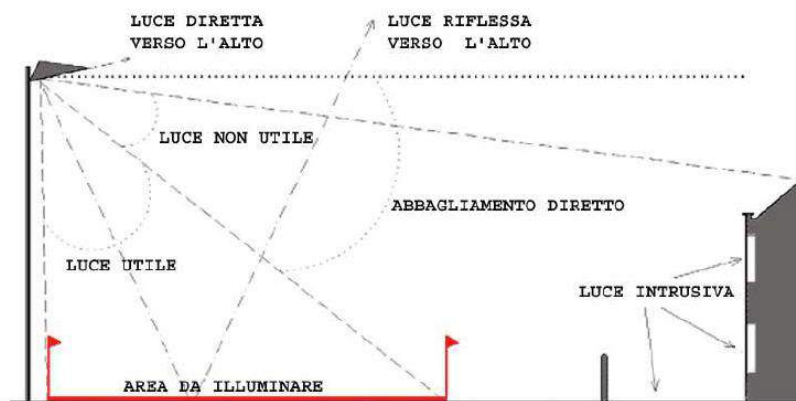 LUCE DIRETTA
VERSO L'ALTO
LUCE RIFLESSA
VERSO L'ALTO
LUCE NON UTILE
ABBAGLIAMENTO DIRETTO
LUCE UTILE
LUCE INTRUSIVA
AREA DA ILLUMINARE